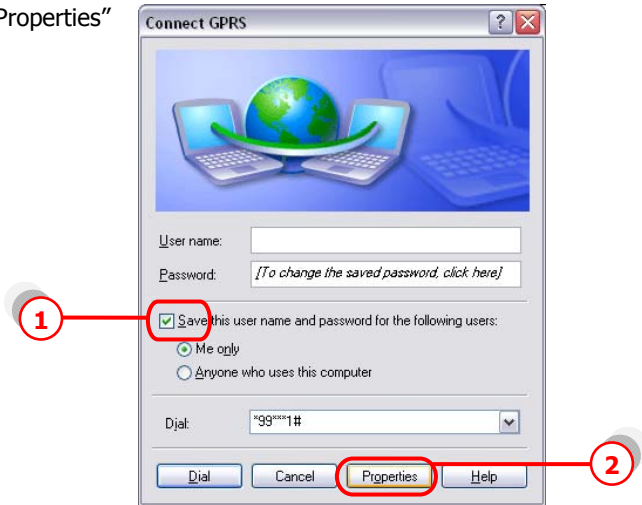 Properties”
Connect GPRS
User name:
Password: [To change the saved password, click here]
1
Save this user name and password for the following users:
Me only
Anyone who uses this computer
Dial: *99***1#
Dial Cancel Properties Help
2